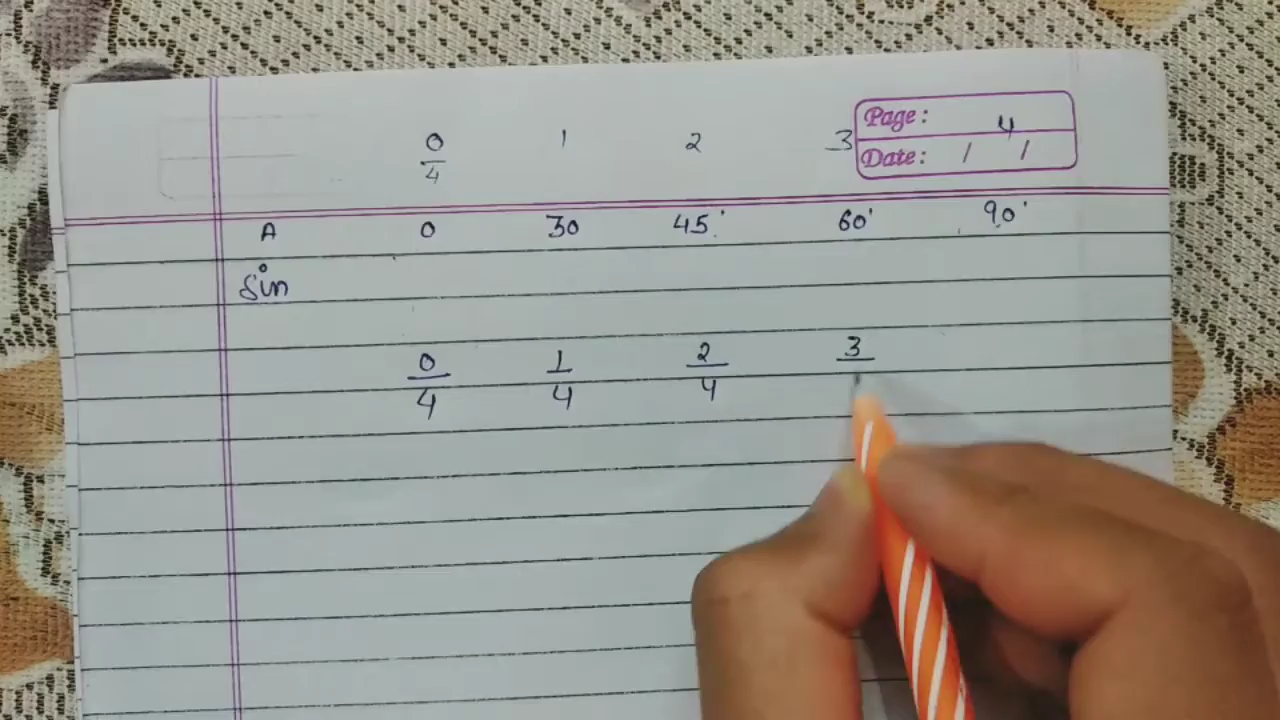 0/4 1 2 3 4
Page:
Date: / /
A 0 30 45° 60° 90°
Sin
0/4 1/4 2/4 3/